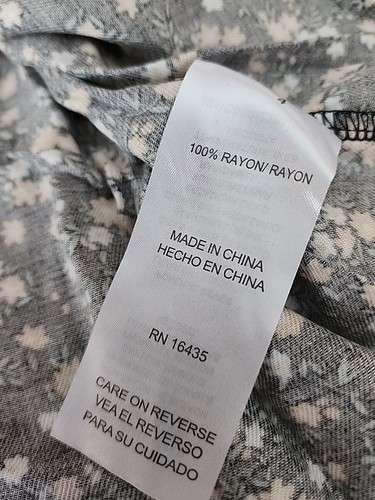 100% RAYON/ RAYON
MADE IN CHINA
HECHO EN CHINA
RN 16435
CARE ON REVERSE
VEA EL REVERSO
PARA SU CUIDADO